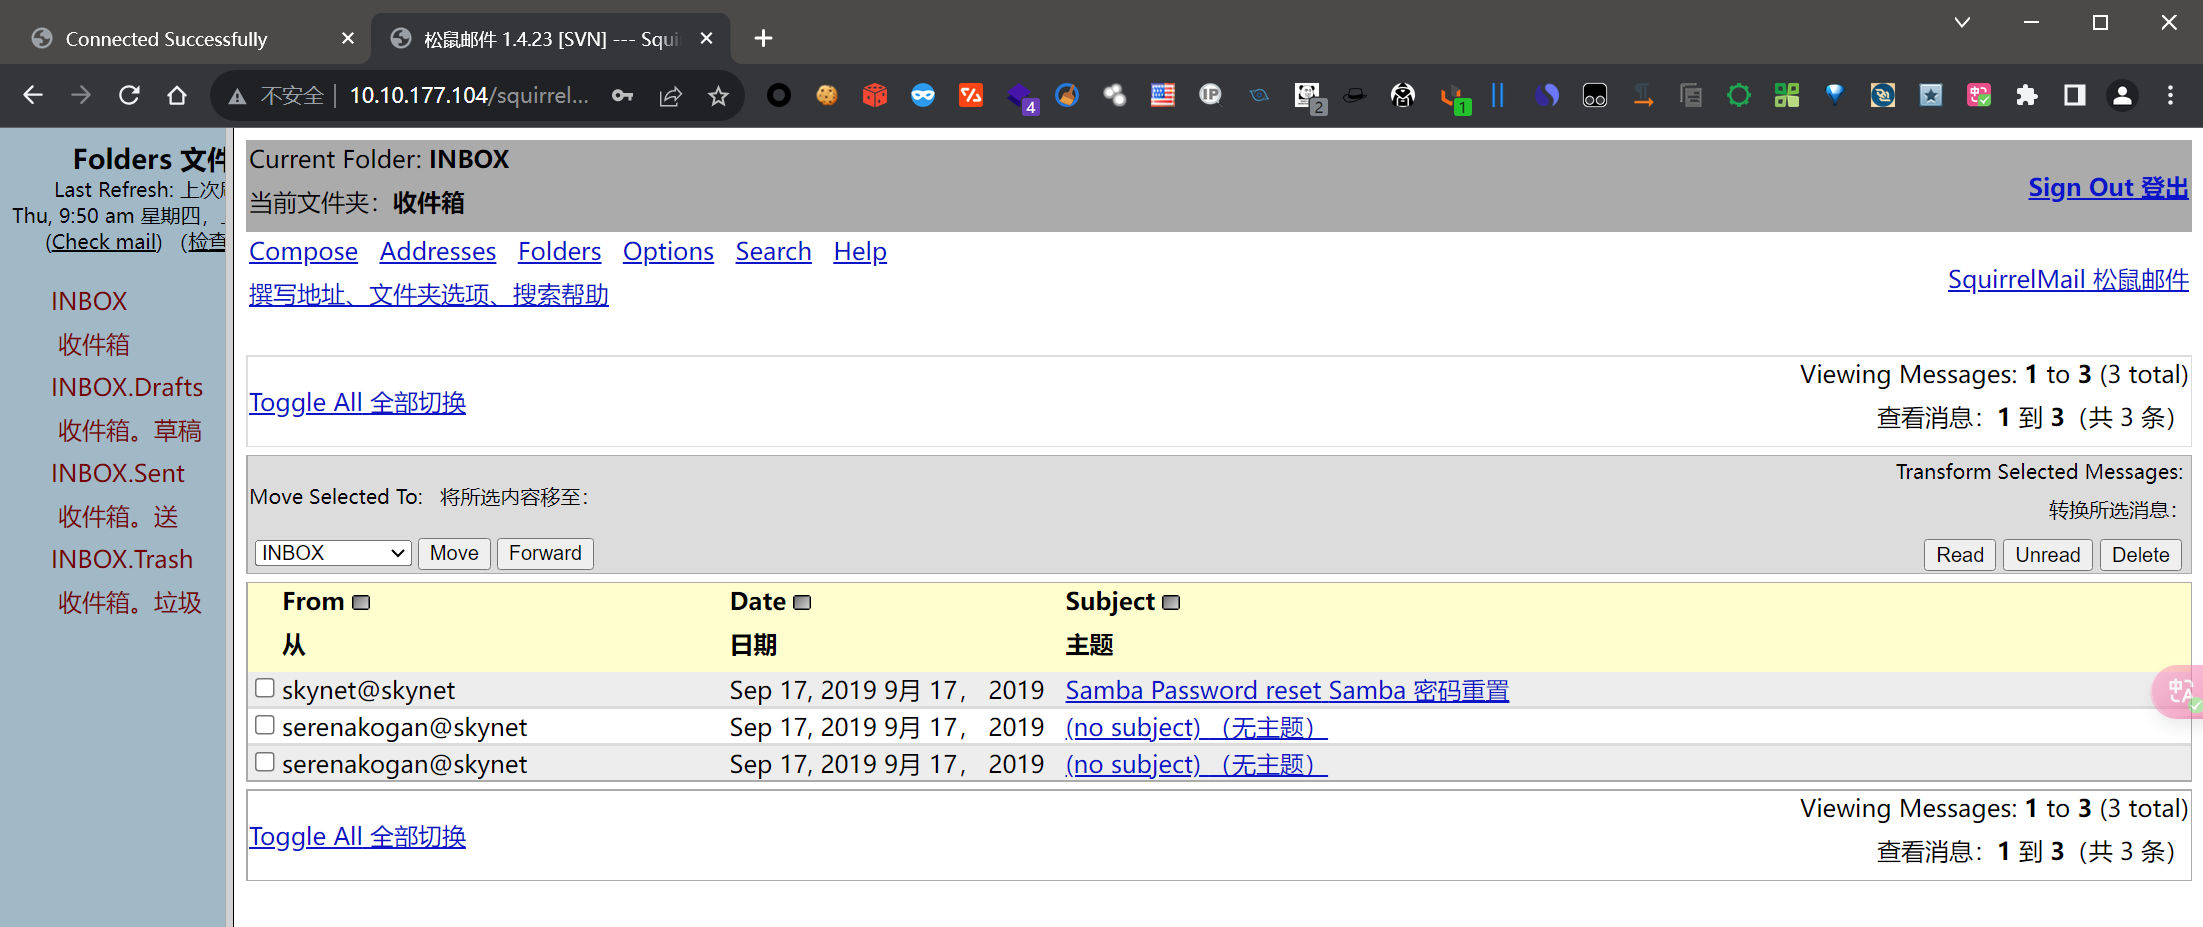 Connected Successfully
松鼠邮件 1.4.23 [SVN] --- Squi
不安全 10.10.177.104/squirrel...
4
2
1
Folders 文件
Last Refresh: 上次
Thu, 9:50 am 星期四,
(Check mail) (检查
INBOX
收件箱
INBOX.Drafts
收件箱。草稿
INBOX.Sent
收件箱。送
INBOX.Trash
收件箱。垃圾
Current Folder: INBOX
当前文件夹：收件箱
Sign Out 登出
Compose Addresses Folders Options Search Help
撰写地址、文件夹选项、搜索帮助
SquirrelMail 松鼠邮件
Toggle All 全部切换
Viewing Messages: 1 to 3 (3 total)
查看消息：1 到 3（共 3 条）
Move Selected To: 将所选内容移至：
Transform Selected Messages:
转换所选消息：
INBOX Move Forward
Read Unread Delete
From Date Subject
从 日期 主题
skynet@skynet Sep 17, 2019 9月 17， 2019 Samba Password reset Samba 密码重置
serenakogan@skynet Sep 17, 2019 9月 17， 2019 (no subject) （无主题）
serenakogan@skynet Sep 17, 2019 9月 17， 2019 (no subject) （无主题）
Toggle All 全部切换
Viewing Messages: 1 to 3 (3 total)
查看消息：1 到 3（共 3 条）